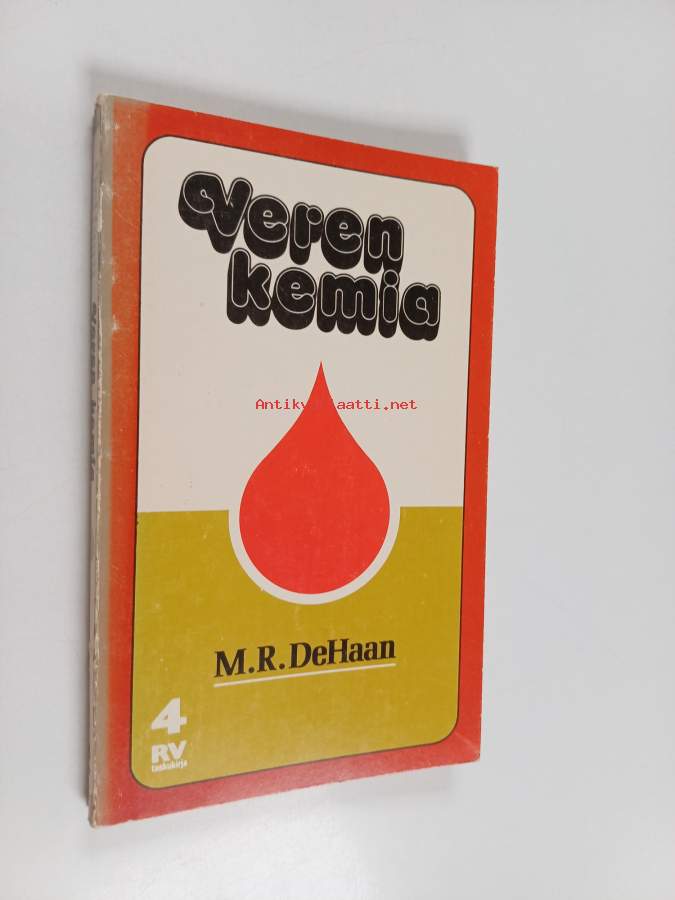 Veren
kemia
Antikvariaatti.net
M.R.DeHaan
4
RV
taskukirja